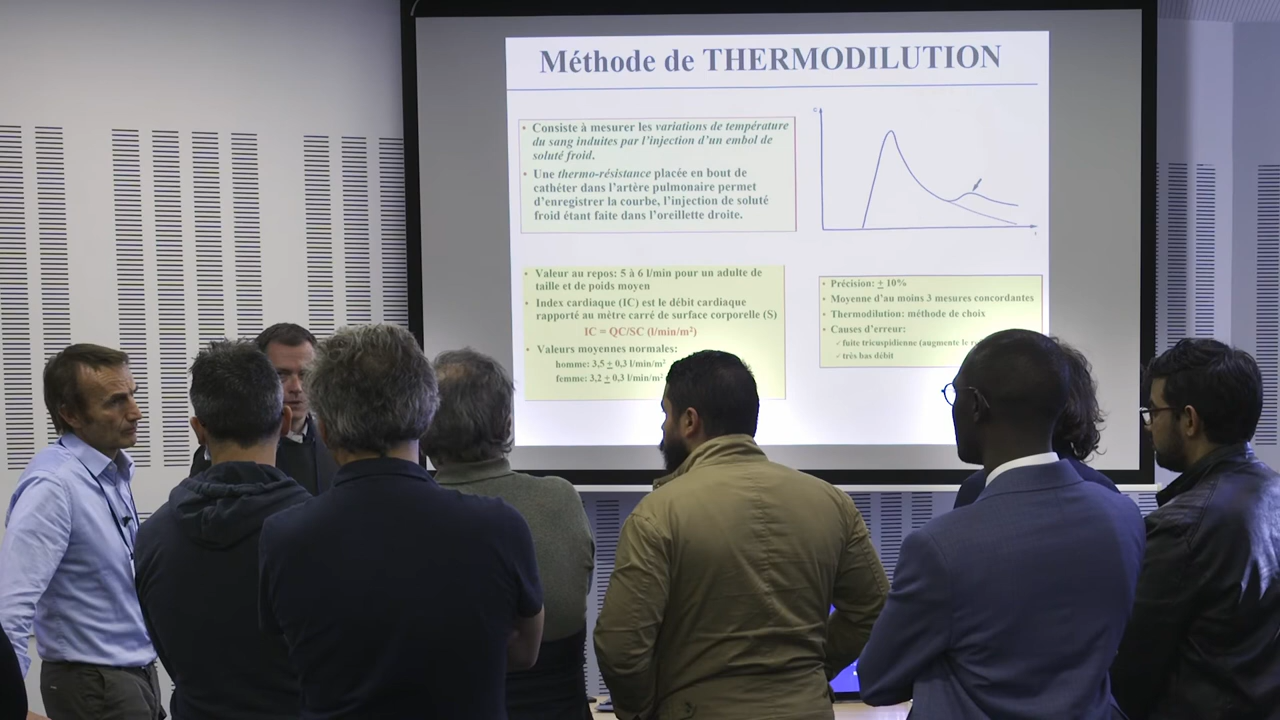 Méthode de THERMODILUTION
• Consiste à mesurer les variations de température
du sang induites par l'injection d'un embol de
soluté froid.
• Une thermo-résistance placée en bout de
cathéter dans l'artère pulmonaire permet
d'enregistrer la courbe, l'injection de soluté
froid étant faite dans l'oreillette droite.
C
t
• Valeur au repos: 5 à 6 l/min pour un adulte de
taille et de poids moyen
• Index cardiaque (IC) est le débit cardiaque
rapporté au mètre carré de surface corporelle (S)
IC = QC/SC (l/min/m²)
• Valeurs moyennes normales:
homme: 3,5 ± 0,3 l/min/m²
femme: 3,2 ± 0,3 l/min/m
• Précision: ± 10%
• Moyenne d'au moins 3 mesures concordantes
• Thermodilution: méthode de choix
• Causes d'erreur:
✓ fuite tricuspidienne (augmente le
✓ très bas débit